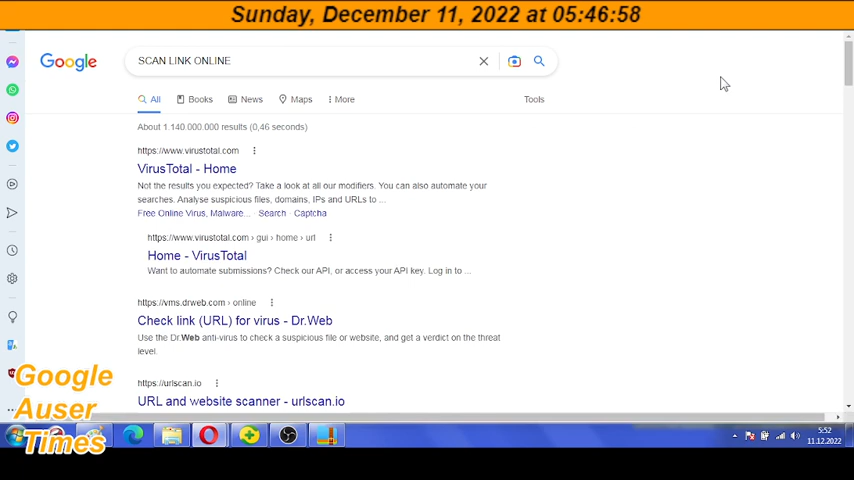 Sunday, December 11, 2022 at 05:46:58
Google
SCAN LINK ONLINE
All Books News Maps More Tools
About 1.140.000.000 results (0,46 seconds)
https://www.virustotal.com
VirusTotal - Home
Not the results you expected? Take a look at all our modifiers. You can also automate your
searches. Analyse suspicious files, domains, IPs and URLs to ...
Free Online Virus, Malware... · Search · Captcha
https://www.virustotal.com › gui › home › url
Home - VirusTotal
Want to automate submissions? Check our API, or access your API key. Log in to ...
https://vms.drweb.com › online
Check link (URL) for virus - Dr.Web
Use the Dr.Web anti-virus to check a suspicious file or website, and get a verdict on the threat
level.
https://urlscan.io
URL and website scanner - urlscan.io
Google
Auser
Times
5:52
11.12.2022